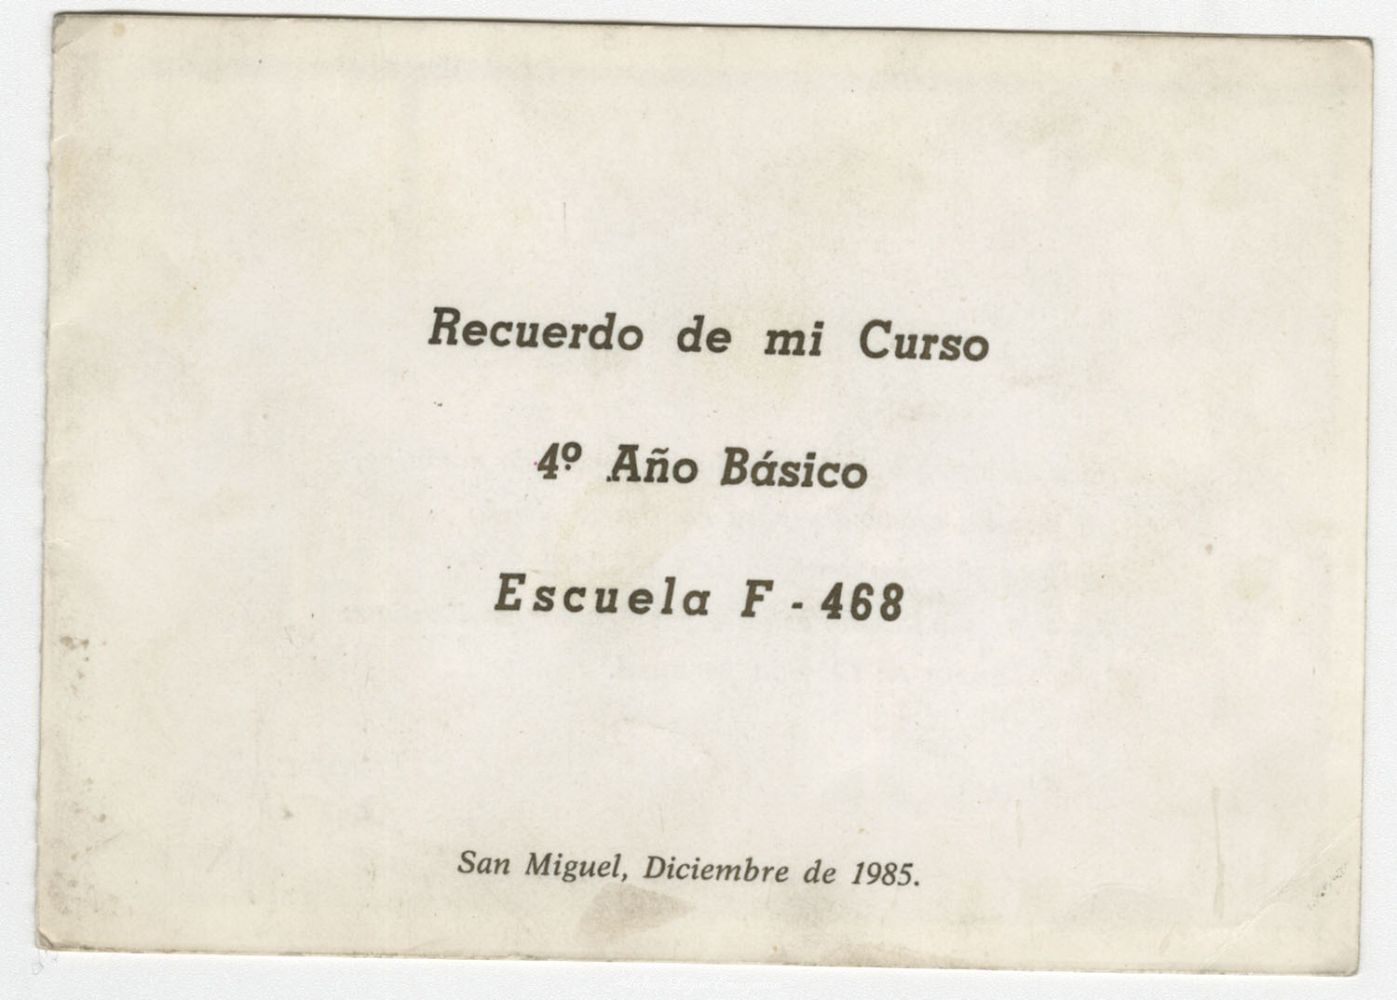 Recuerdo de mi Curso
4º Año Básico
Escuela F - 468
San Miguel, Diciembre de 1985.